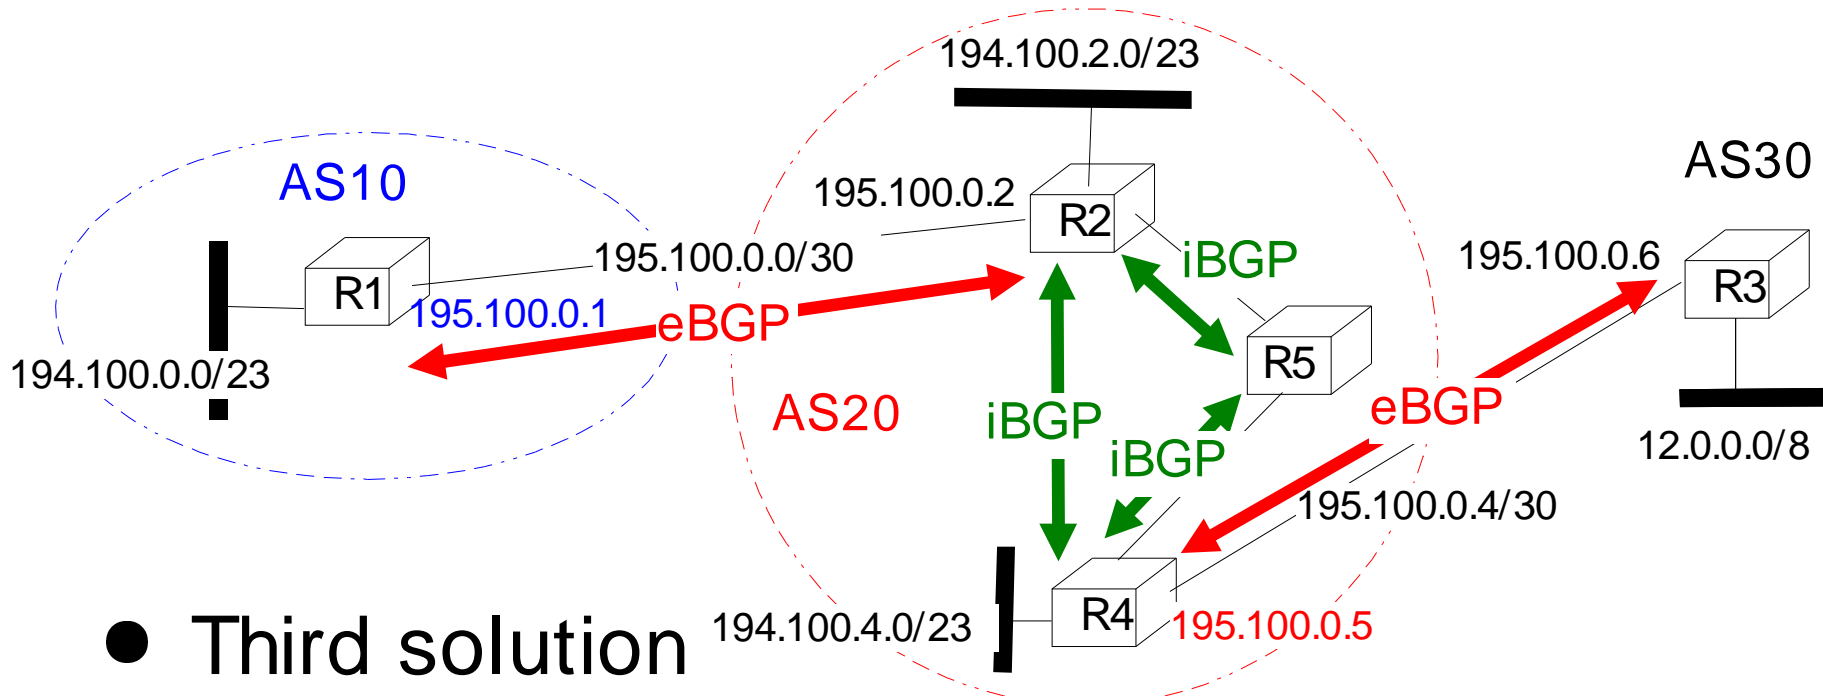 194.100.2.0/23
AS10
AS30
195.100.0.2
R2
195.100.0.0/30
iBGP
195.100.0.6
R1
R3
195.100.0.1
eBGP
R5
194.100.0.0/23
AS20
iBGP
eBGP
iBGP
12.0.0.0/8
195.100.0.4/30
R4
194.100.4.0/23
195.100.0.5
● Third solution